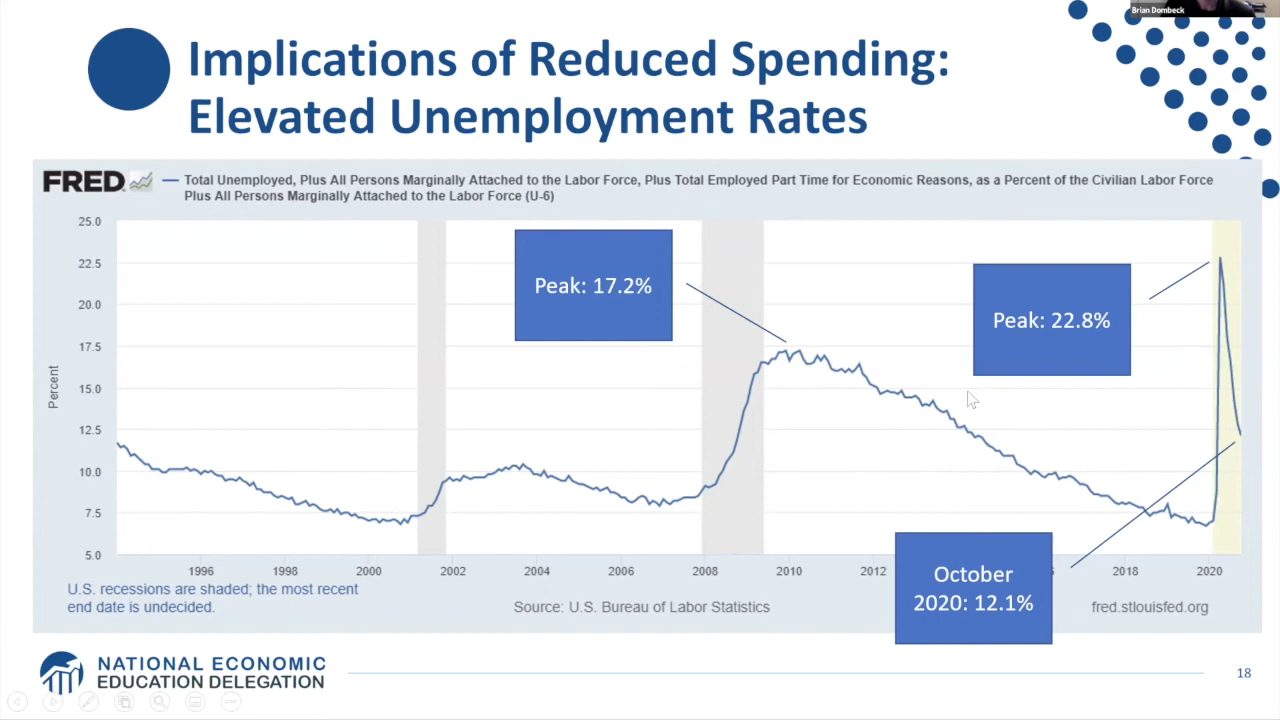 Brian Dombeck
Implications of Reduced Spending:
Elevated Unemployment Rates
FRED
Total Unemployed, Plus All Persons Marginally Attached to the Labor Force, Plus Total Employed Part Time for Economic Reasons, as a Percent of the Civilian Labor Force
Plus All Persons Marginally Attached to the Labor Force (U-6)
25.0
22.5
20.0
17.5
15.0
12.5
10.0
7.5
5.0
Percent
Peak: 17.2%
Peak: 22.8%
October
2020: 12.1%
1996 1998 2000 2002 2004 2006 2008 2010 2012 2018 2020
U.S. recessions are shaded; the most recent
end date is undecided.
Source: U.S. Bureau of Labor Statistics
fred.stlouisfed.org
NATIONAL ECONOMIC
EDUCATION DELEGATION
18